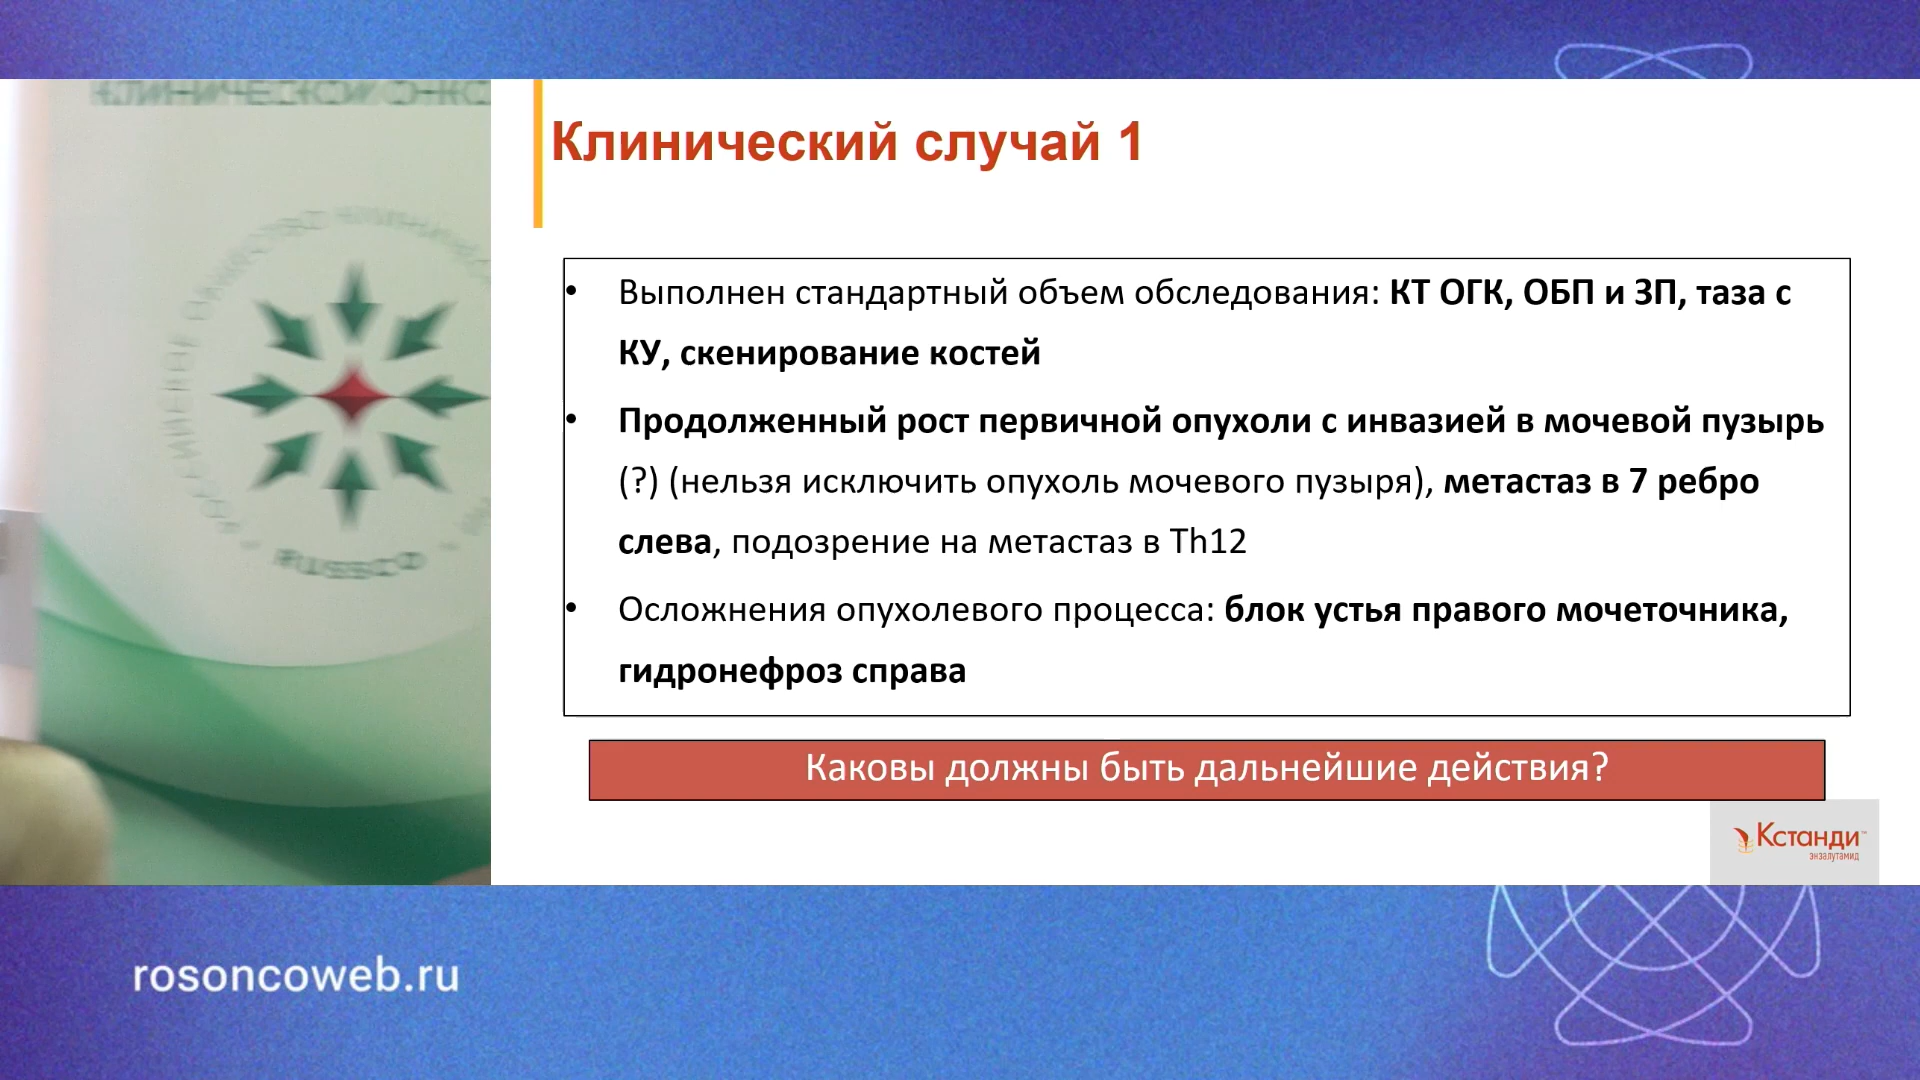 Клинический случай 1
• Выполнен стандартный объем обследования: КТ ОГК, ОБП и ЗП, таза с
КУ, скенирование костей
• Продолженный рост первичной опухоли с инвазией в мочевой пузырь
(?) (нельзя исключить опухоль мочевого пузыря), метастаз в 7 ребро
слева, подозрение на метастаз в Th12
• Осложнения опухолевого процесса: блок устья правого мочеточника,
гидронефроз справа
Каковы должны быть дальнейшие действия?
Кстанди™
энзалутамид
RUSSCO
rosoncoweb.ru